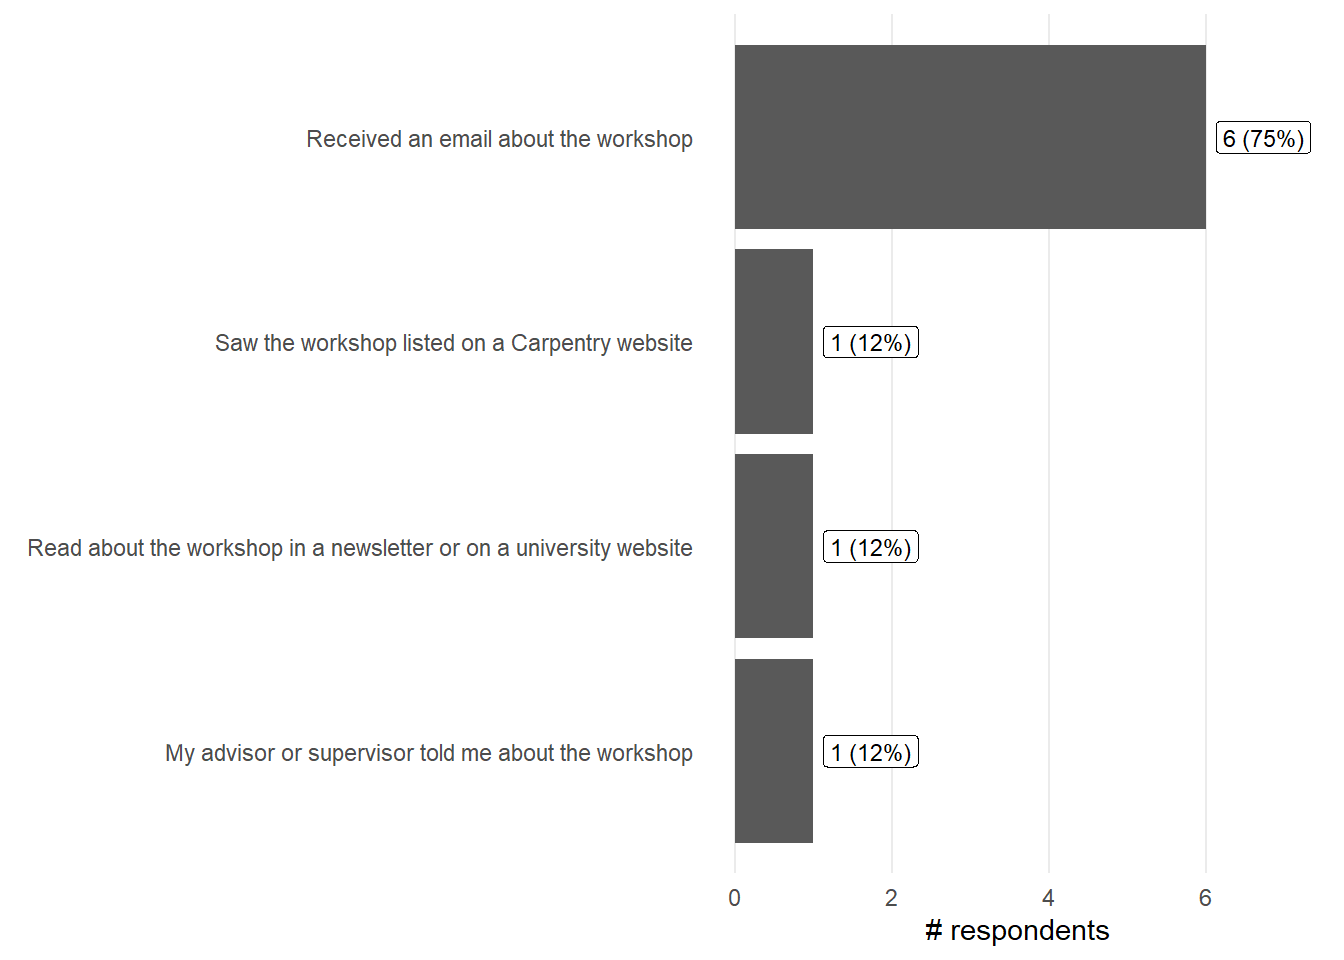 Received an email about the workshop
6 (75%)
Saw the workshop listed on a Carpentry website
1 (12%)
Read about the workshop in a newsletter or on a university website
1 (12%)
My advisor or supervisor told me about the workshop
1 (12%)
0 2 4 6
# respondents